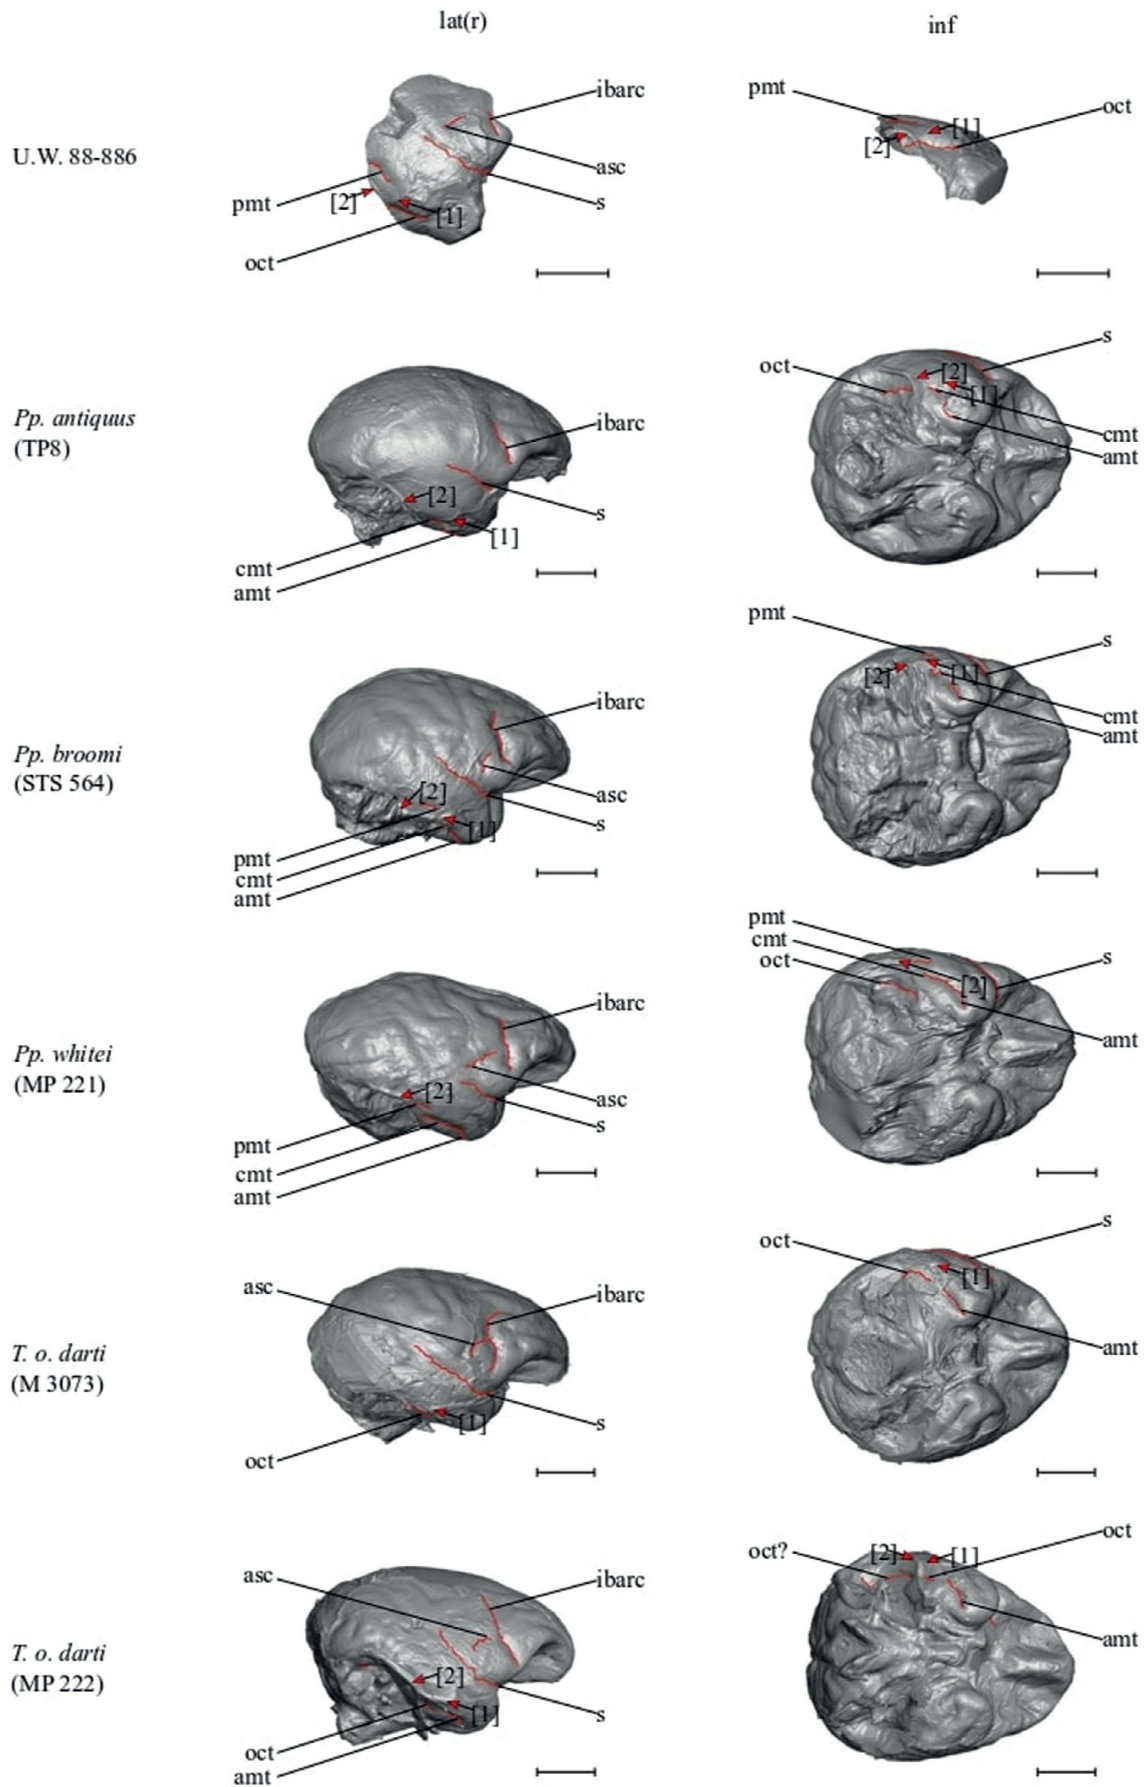 lat(r)
inf
U.W. 88-886
ibarc
asc
s
pmt
[2]
[1]
oct
pmt
[1]
oct
[2]
Pp. antiquus
(TP8)
ibarc
[2]
s
[1]
cmt
amt
s
oct
[2]
[1]
cmt
amt
Pp. broomi
(STS 564)
ibarc
[2]
asc
s
[1]
pmt
cmt
amt
pmt
s
[2]
[1]
cmt
amt
Pp. whitei
(MP 221)
ibarc
[2]
asc
s
pmt
cmt
amt
pmt
cmt
oct
s
[2]
amt
T. o. darti
(M 3073)
asc
ibarc
[1]
s
oct
s
oct
[1]
amt
T. o. darti
(MP 222)
asc
ibarc
[2]
[1]
s
oct
amt
oct
oct?
[2]
[1]
amt